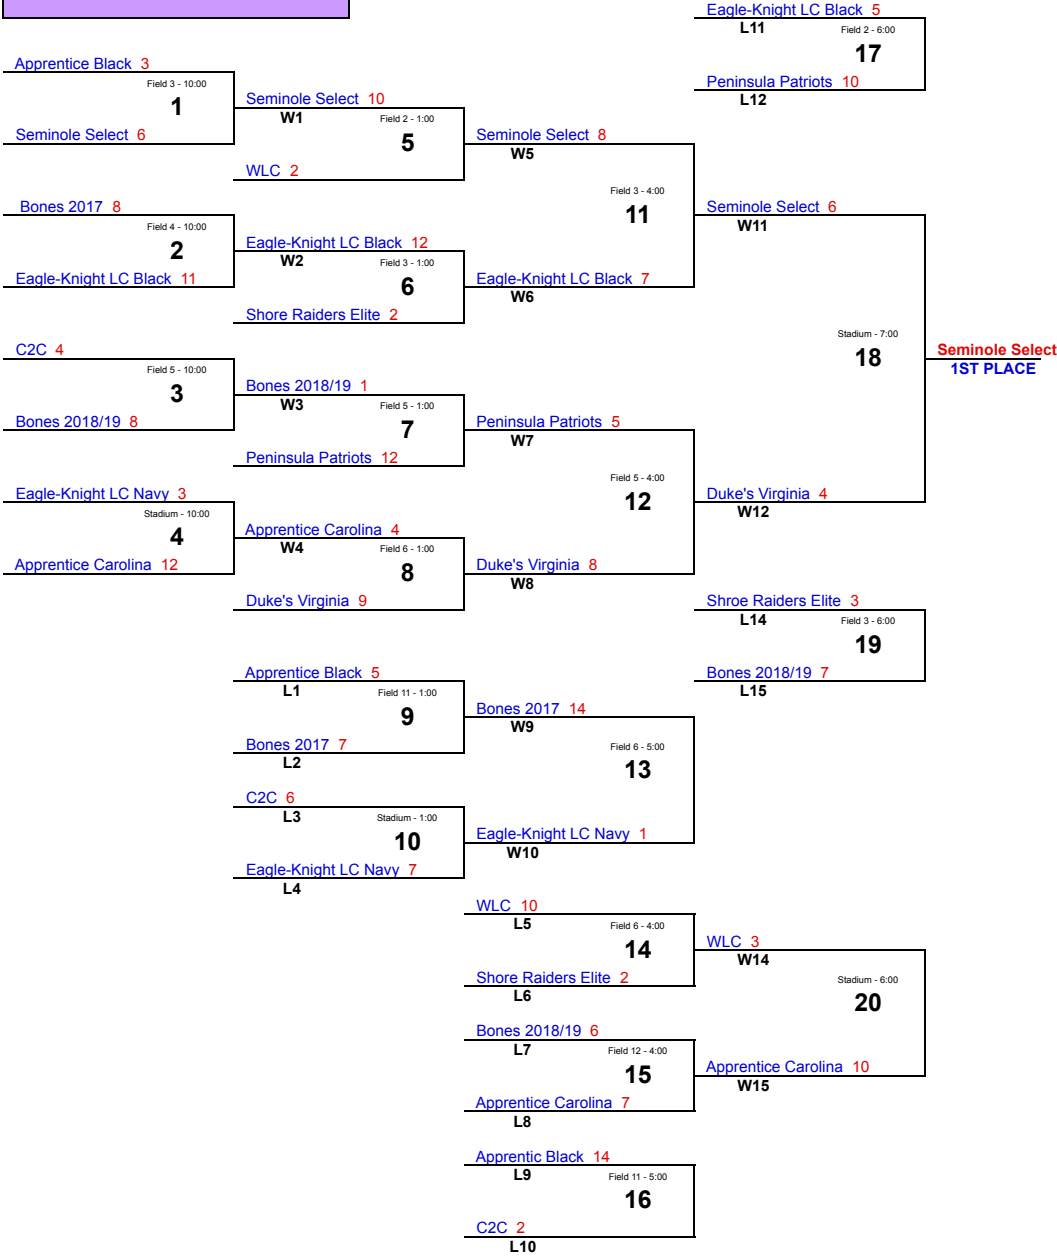 Eagle-Knight LC Black 5
L11
Field 2 - 6:00
17
Peninsula Patriots 10
L12
Apprentice Black 3
Field 3 - 10:00
1
Seminole Select 6
Seminole Select 10
W1
Field 2 - 1:00
5
WLC 2
Seminole Select 8
W5
Field 3 - 4:00
11
Bones 2017 8
Field 4 - 10:00
2
Eagle-Knight LC Black 11
Eagle-Knight LC Black 12
W2
Field 3 - 1:00
6
Shore Raiders Elite 2
Eagle-Knight LC Black 7
W6
Seminole Select 6
W11
Stadium - 7:00
18
Seminole Select
1ST PLACE
C2C 4
Field 5 - 10:00
3
Bones 2018/19 8
Bones 2018/19 1
W3
Field 5 - 1:00
7
Peninsula Patriots 12
Peninsula Patriots 5
W7
Field 5 - 4:00
12
Eagle-Knight LC Navy 3
Stadium - 10:00
4
Apprentice Carolina 12
Apprentice Carolina 4
W4
Field 6 - 1:00
8
Duke's Virginia 9
Duke's Virginia 8
W8
Duke's Virginia 4
W12
Shroe Raiders Elite 3
L14
Field 3 - 6:00
19
Bones 2018/19 7
L15
Apprentice Black 5
L1
Field 11 - 1:00
9
Bones 2017 7
L2
Bones 2017 14
W9
Field 6 - 5:00
13
C2C 6
L3
Stadium - 1:00
10
Eagle-Knight LC Navy 7
L4
Eagle-Knight LC Navy 1
W10
WLC 10
L5
Field 6 - 4:00
14
Shore Raiders Elite 2
L6
WLC 3
W14
Stadium - 6:00
20
Bones 2018/19 6
L7
Field 12 - 4:00
15
Apprentice Carolina 7
L8
Apprentice Carolina 10
W15
Apprentic Black 14
L9
Field 11 - 5:00
16
C2C 2
L10